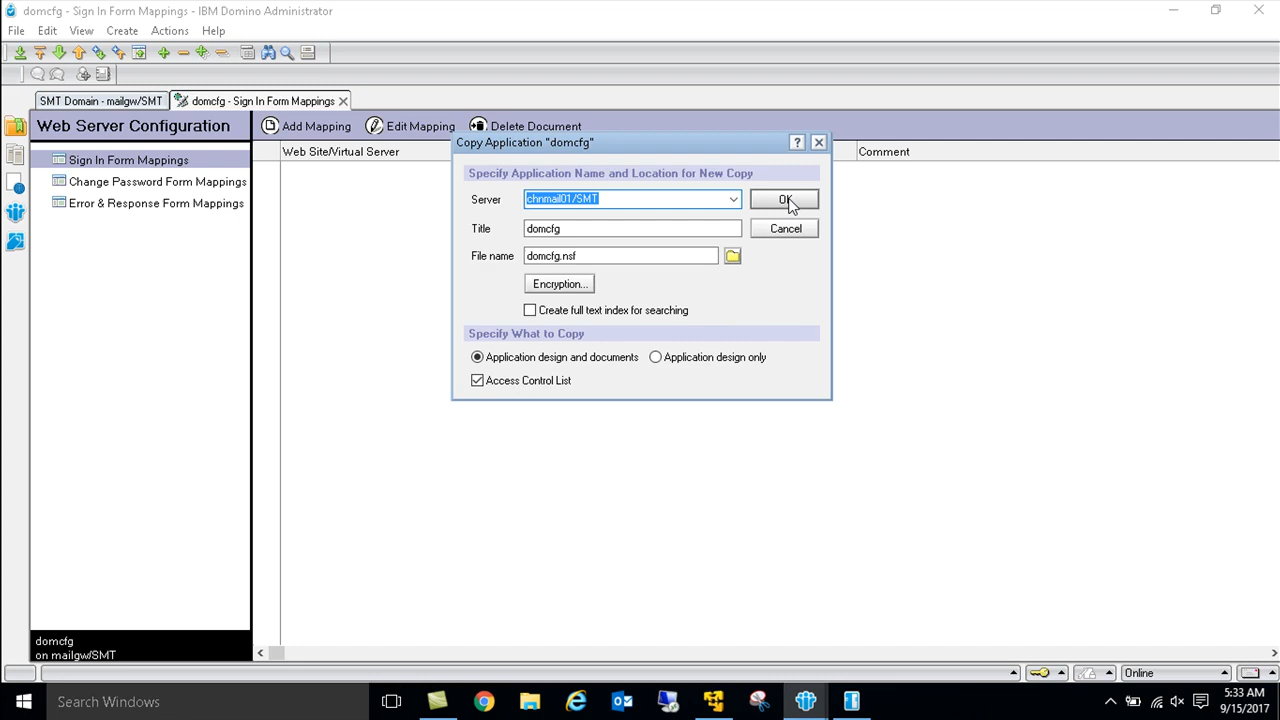 domcfg - Sign In Form Mappings - IBM Domino Administrator
File Edit View Create Actions Help
SMT Domain - mailgw/SMT domcfg - Sign In Form Mappings
Web Server Configuration Add Mapping Edit Mapping Delete Document
Web Site/Virtual Server Comment
Sign In Form Mappings
Change Password Form Mappings
Error & Response Form Mappings
Copy Application "domcfg" ?
Specify Application Name and Location for New Copy
Server chnmail01/SMT OK
Title domcfg Cancel
File name domcfg.nsf
Encryption...
Create full text index for searching
Specify What to Copy
Application design and documents Application design only
Access Control List
domcfg
on mailgw/SMT
Online
Search Windows
5:33 AM
9/15/2017